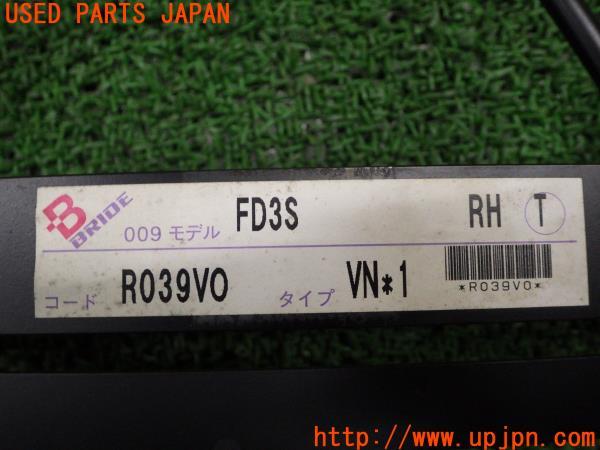 USED PARTS JAPAN
B BRIDE
009 モデル FD3S RH T
コード R039VO タイプ VN*1
*R039VO*
http://www.upjpn.com